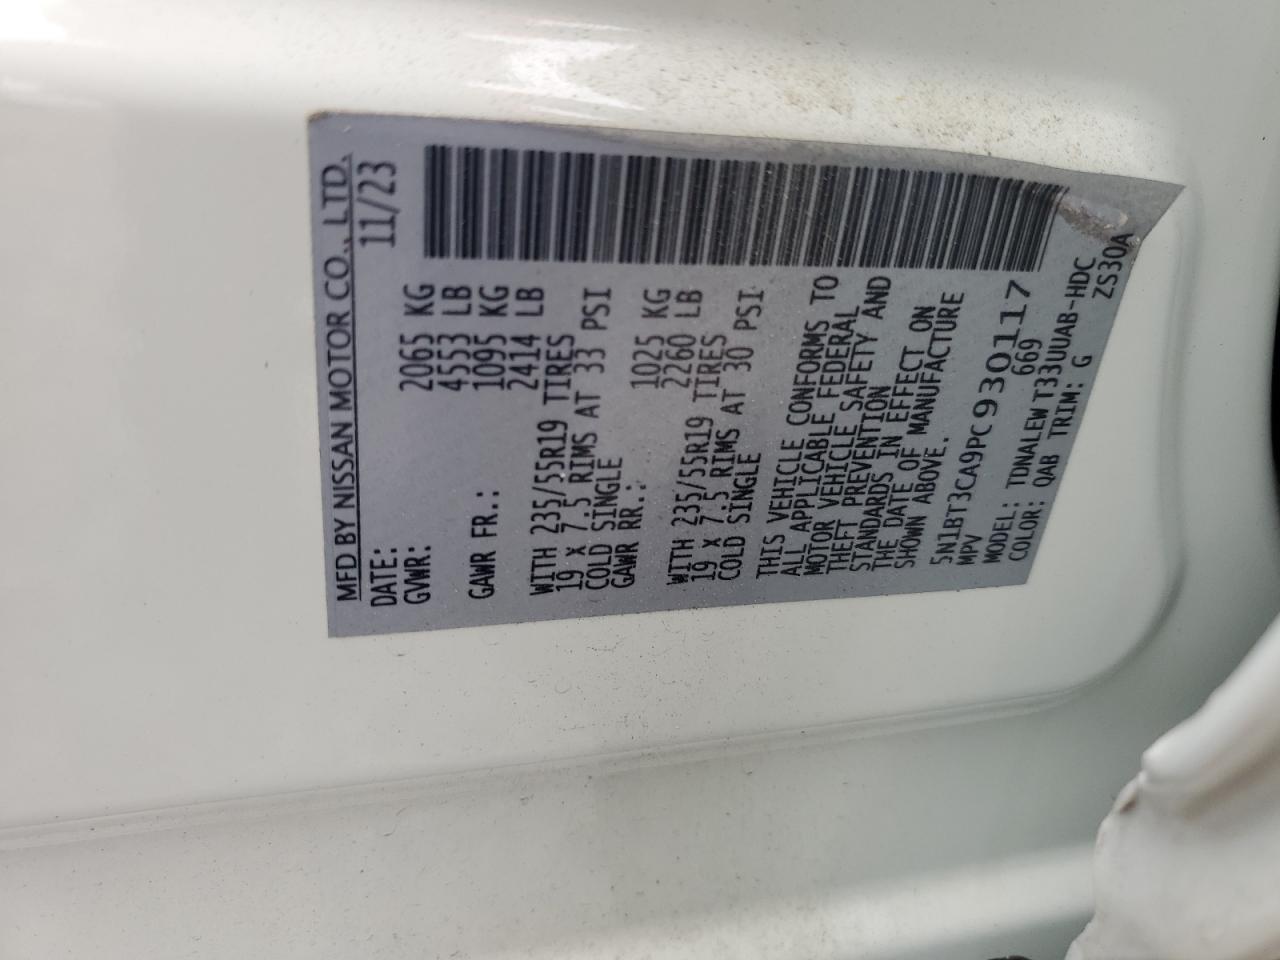 MFD BY NISSAN MOTOR CO., LTD.
DATE: 11/23
GVWR: 2065 KG
4553 LB
GAWR FR.: 1095 KG
2414 LB
WITH 235/55R19 TIRES
19 X 7.5 RIMS AT 33 PSI
COLD SINGLE
GAWR RR.: 1025 KG
2260 LB
WITH 235/55R19 TIRES
19 X 7.5 RIMS AT 30 PSI
COLD SINGLE
THIS VEHICLE CONFORMS TO
ALL APPLICABLE FEDERAL
MOTOR VEHICLE SAFETY AND
THEFT PREVENTION
STANDARDS IN EFFECT ON
THE DATE OF MANUFACTURE
SHOWN ABOVE.
5N1BT3CA9PC930117
MPV 669
MODEL: TDNALEWT33UUAB-HDC
COLOR: QAB TRIM: G ZS30A